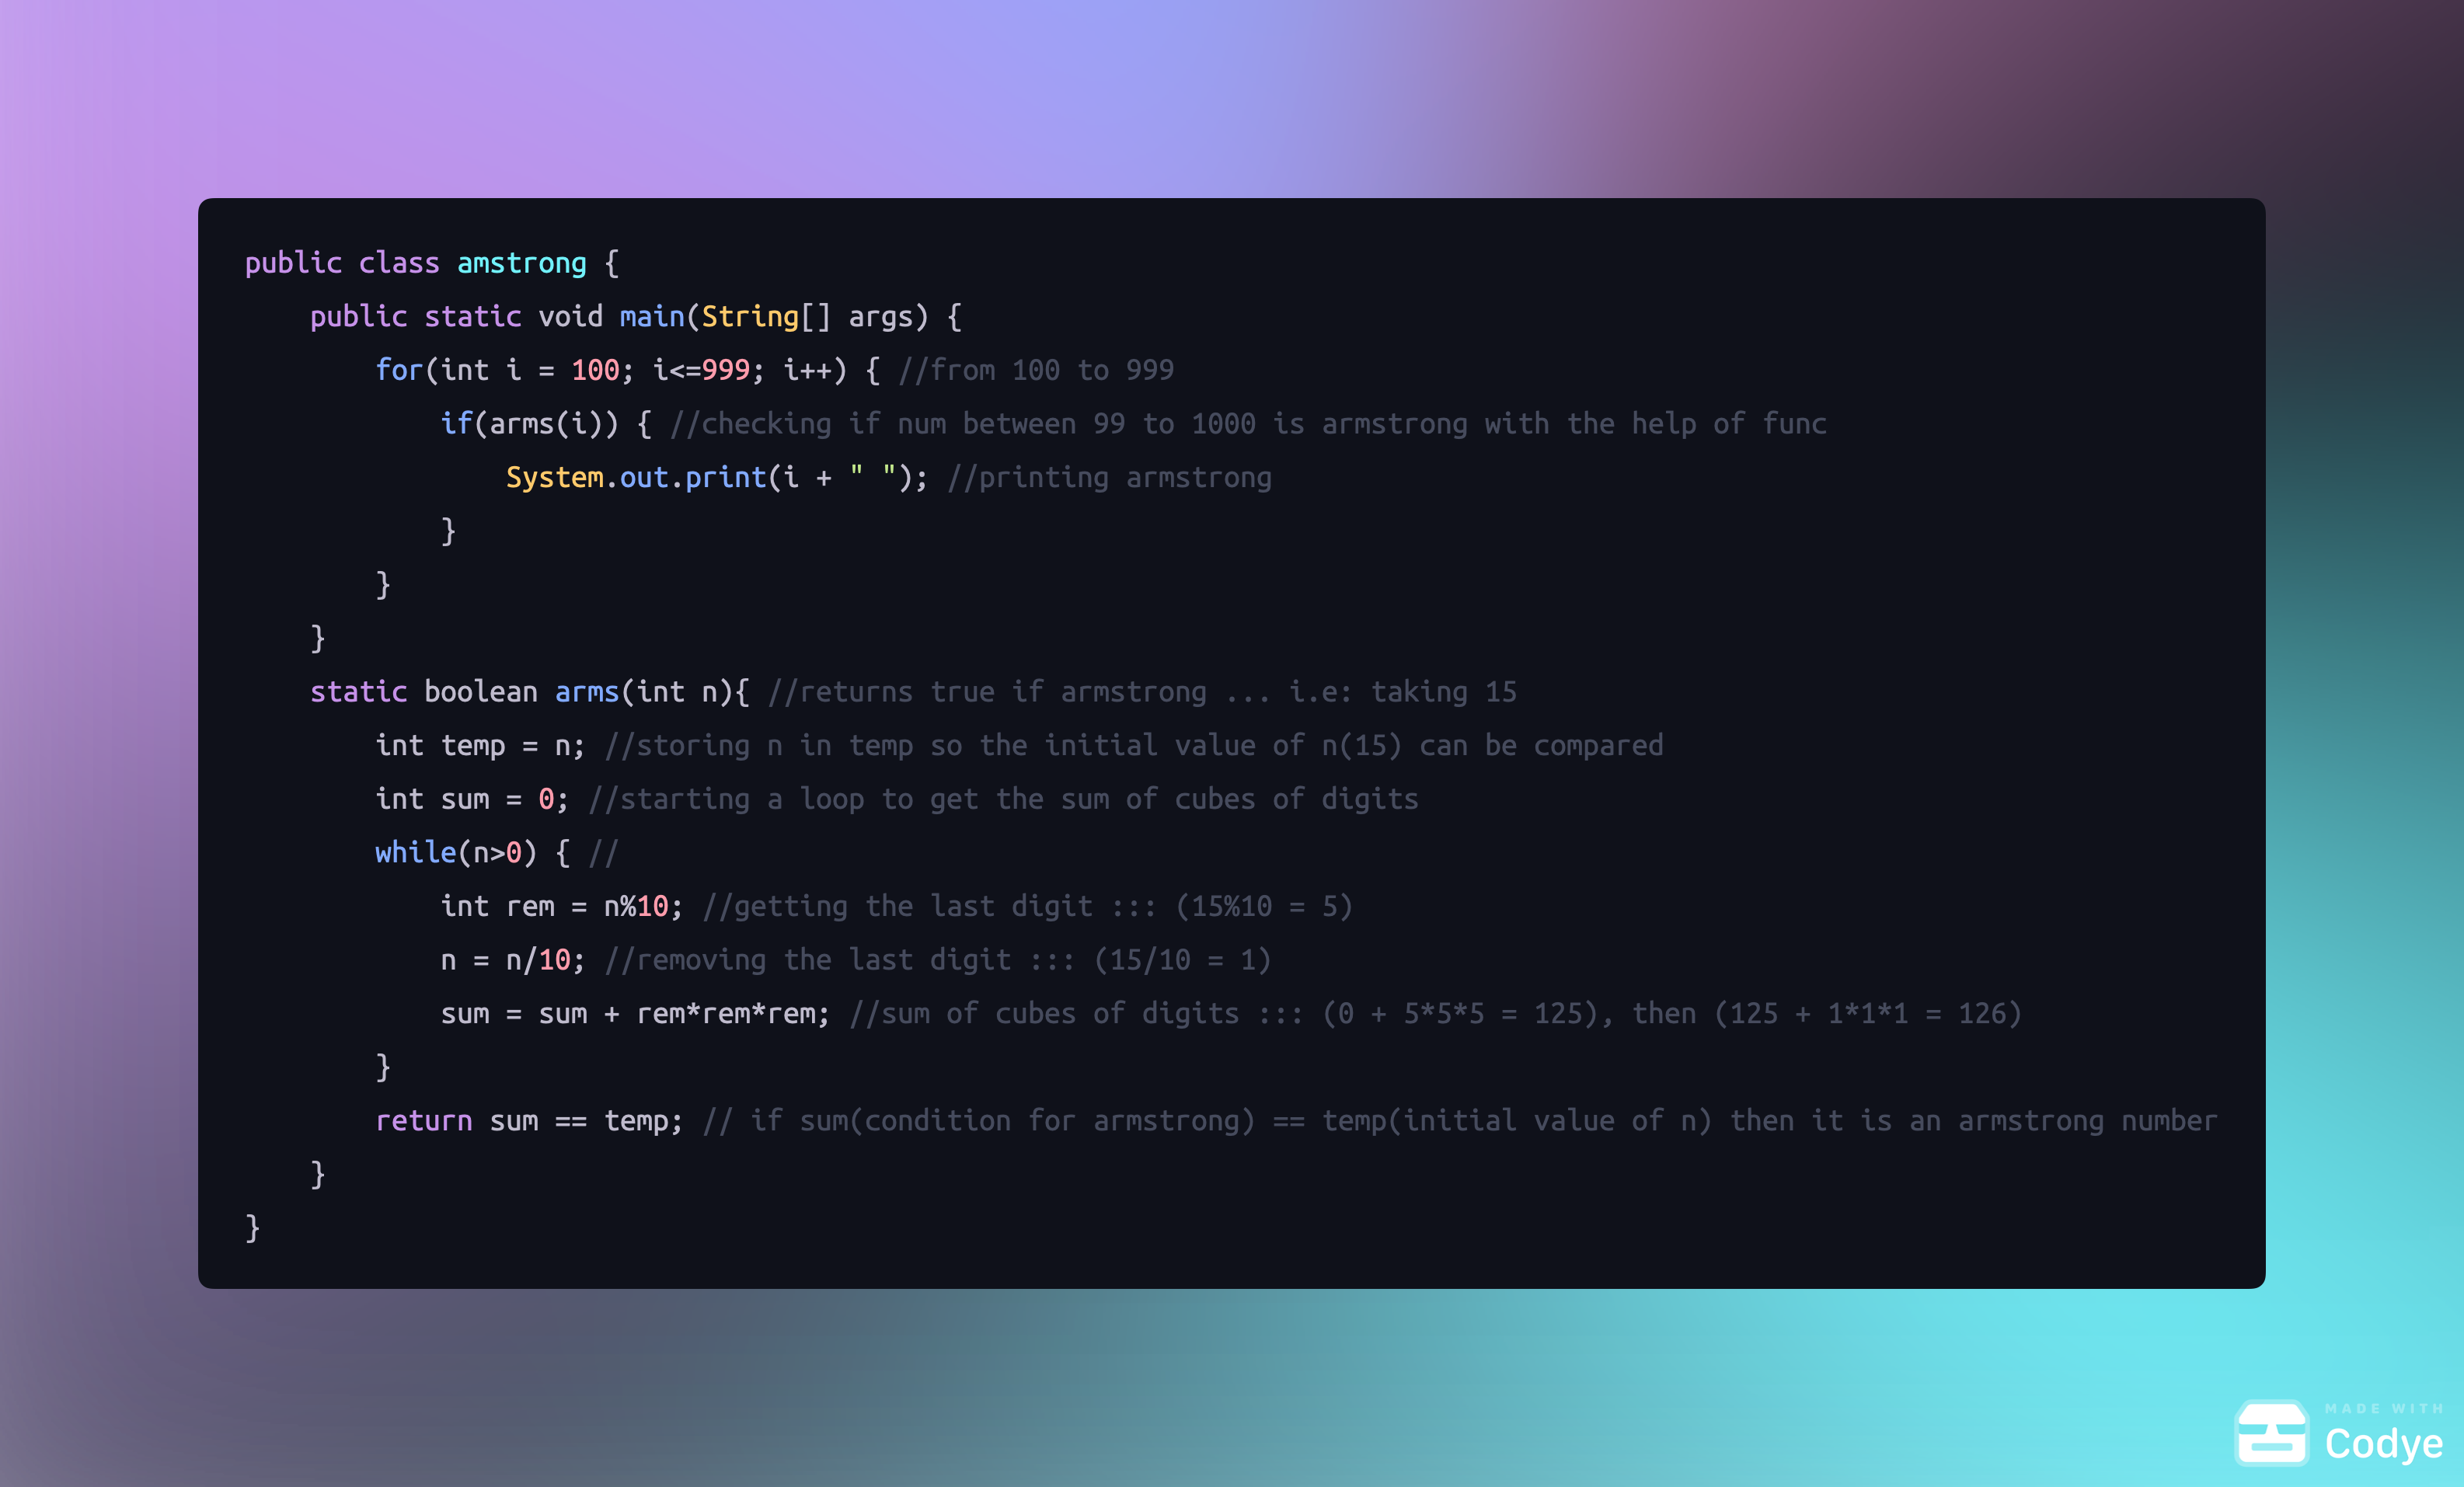 public class amstrong {
    public static void main(String[] args) {
        for(int i = 100; i<=999; i++) { //from 100 to 999
            if(arms(i)) { //checking if num between 99 to 1000 is armstrong with the help of func
                System.out.print(i + " "); //printing armstrong
            }
        }
    }
    static boolean arms(int n){ //returns true if armstrong ... i.e: taking 15
        int temp = n; //storing n in temp so the initial value of n(15) can be compared
        int sum = 0; //starting a loop to get the sum of cubes of digits
        while(n>0) { //
            int rem = n%10; //getting the last digit ::: (15%10 = 5)
            n = n/10; //removing the last digit ::: (15/10 = 1)
            sum = sum + rem*rem*rem; //sum of cubes of digits ::: (0 + 5*5*5 = 125), then (125 + 1*1*1 = 126)
        }
        return sum == temp; // if sum(condition for armstrong) == temp(initial value of n) then it is an armstrong number
    }
}
MADE WITH
Codye